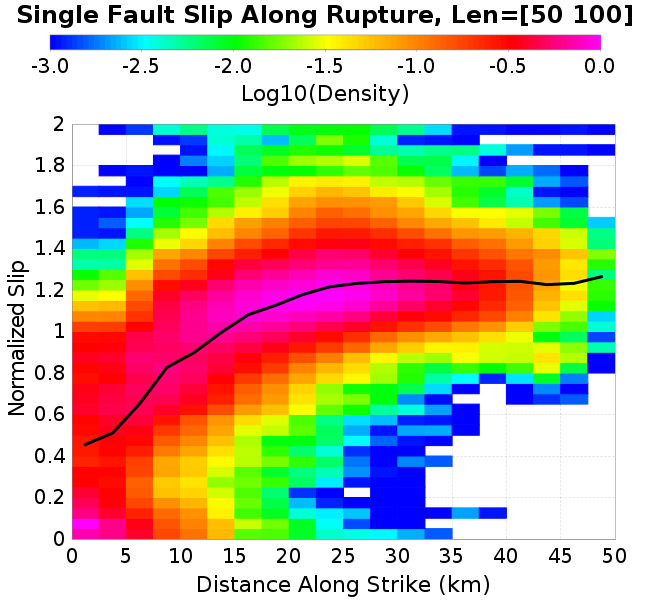 Single Fault Slip Along Rupture, Len=[50 100]
-3.0 -2.5 -2.0 -1.5 -1.0 -0.5 0.0
Log10(Density)
2
1.8
1.6
1.4
1.2
1
0.8
0.6
0.4
0.2
0
Normalized Slip
0 5 10 15 20 25 30 35 40 45 50
Distance Along Strike (km)